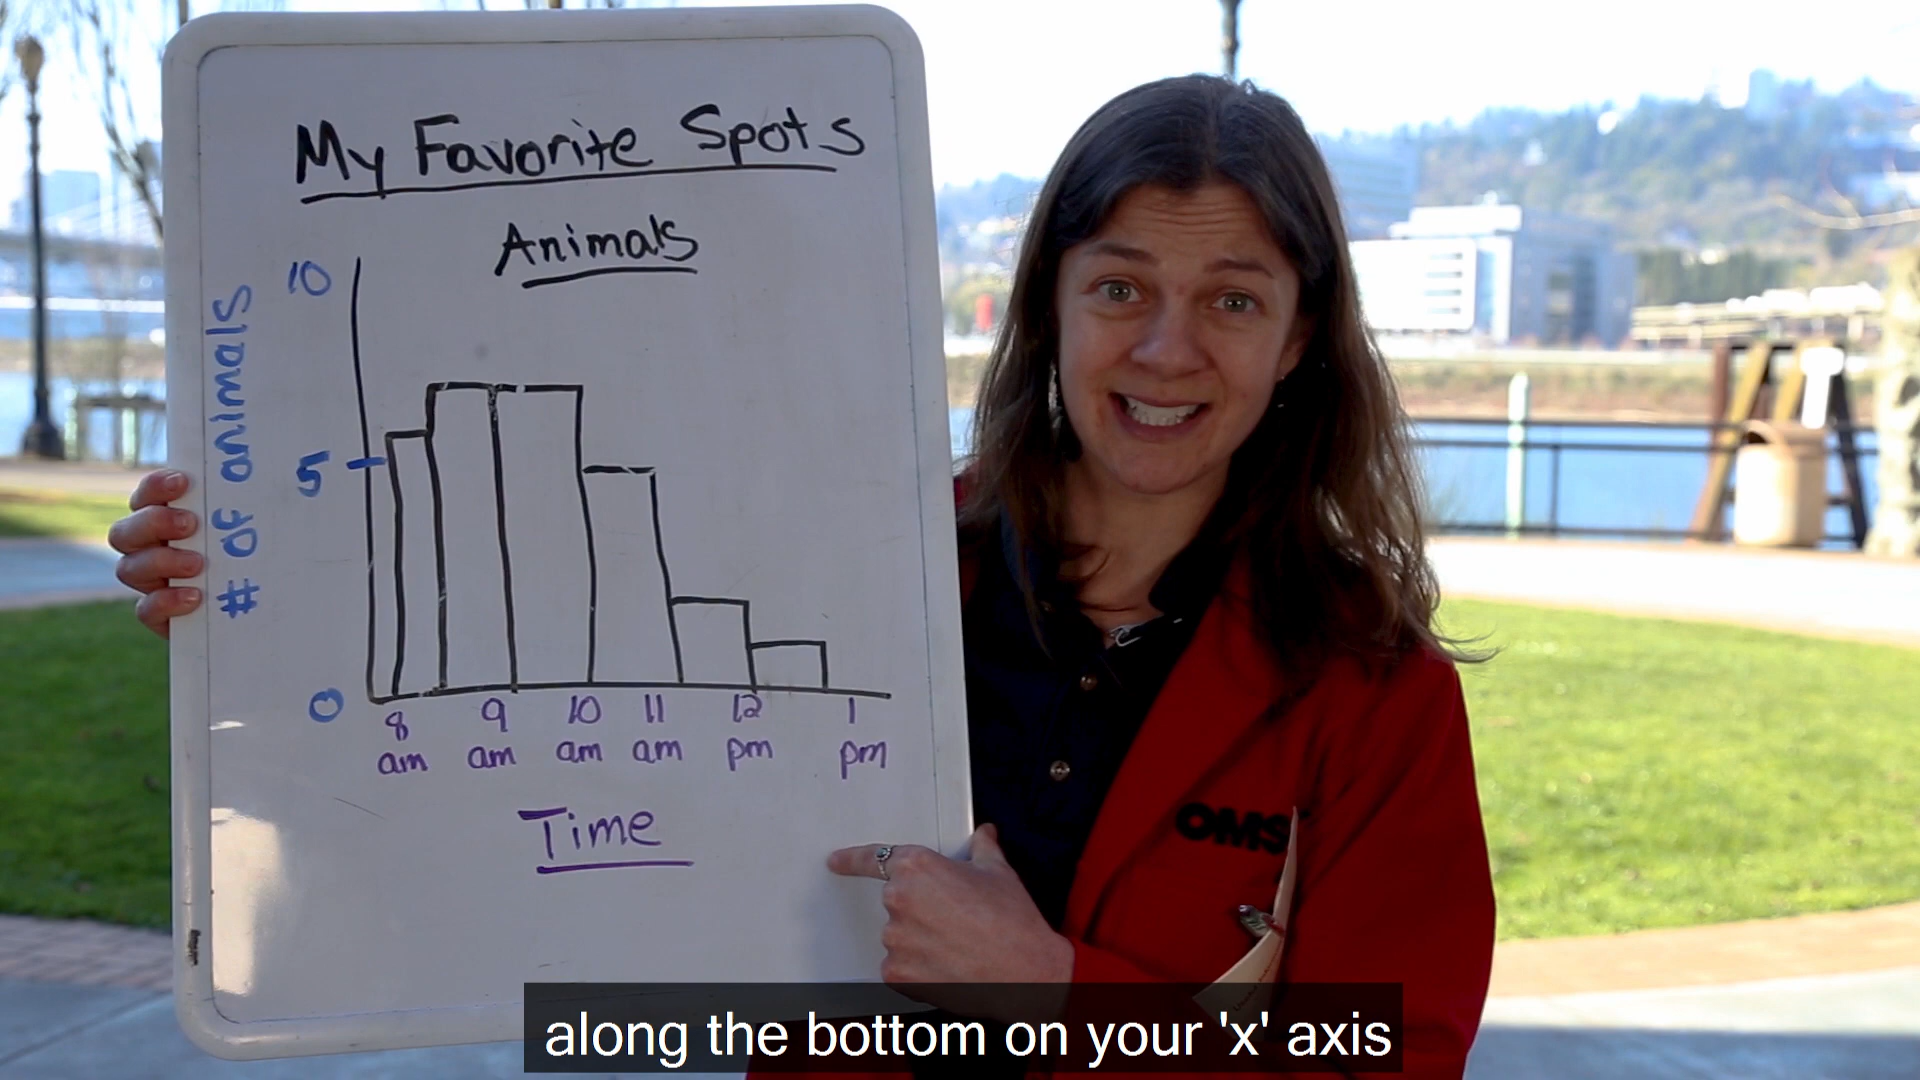 My Favorite Spots
Animals
# of animals
10
5
0
8 9 10 11 12 1
am am am am pm pm
Time
OMS
along the bottom on your 'x' axis